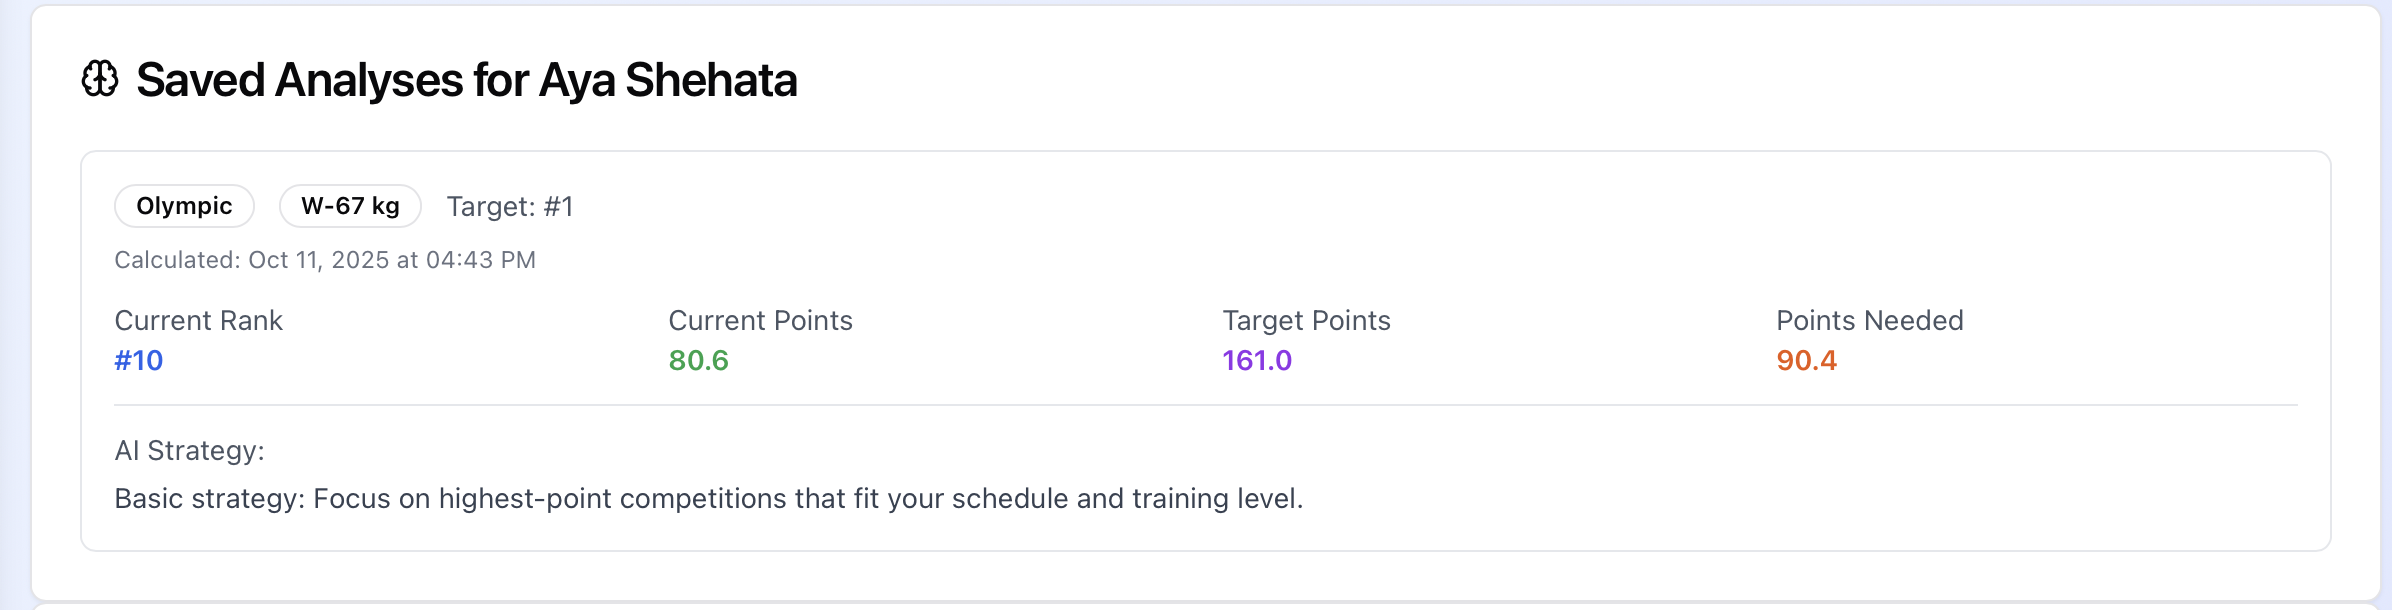 Saved Analyses for Aya Shehata
Olympic W-67 kg Target: #1
Calculated: Oct 11, 2025 at 04:43 PM
Current Rank Current Points Target Points Points Needed
#10 80.6 161.0 90.4
AI Strategy:
Basic strategy: Focus on highest-point competitions that fit your schedule and training level.